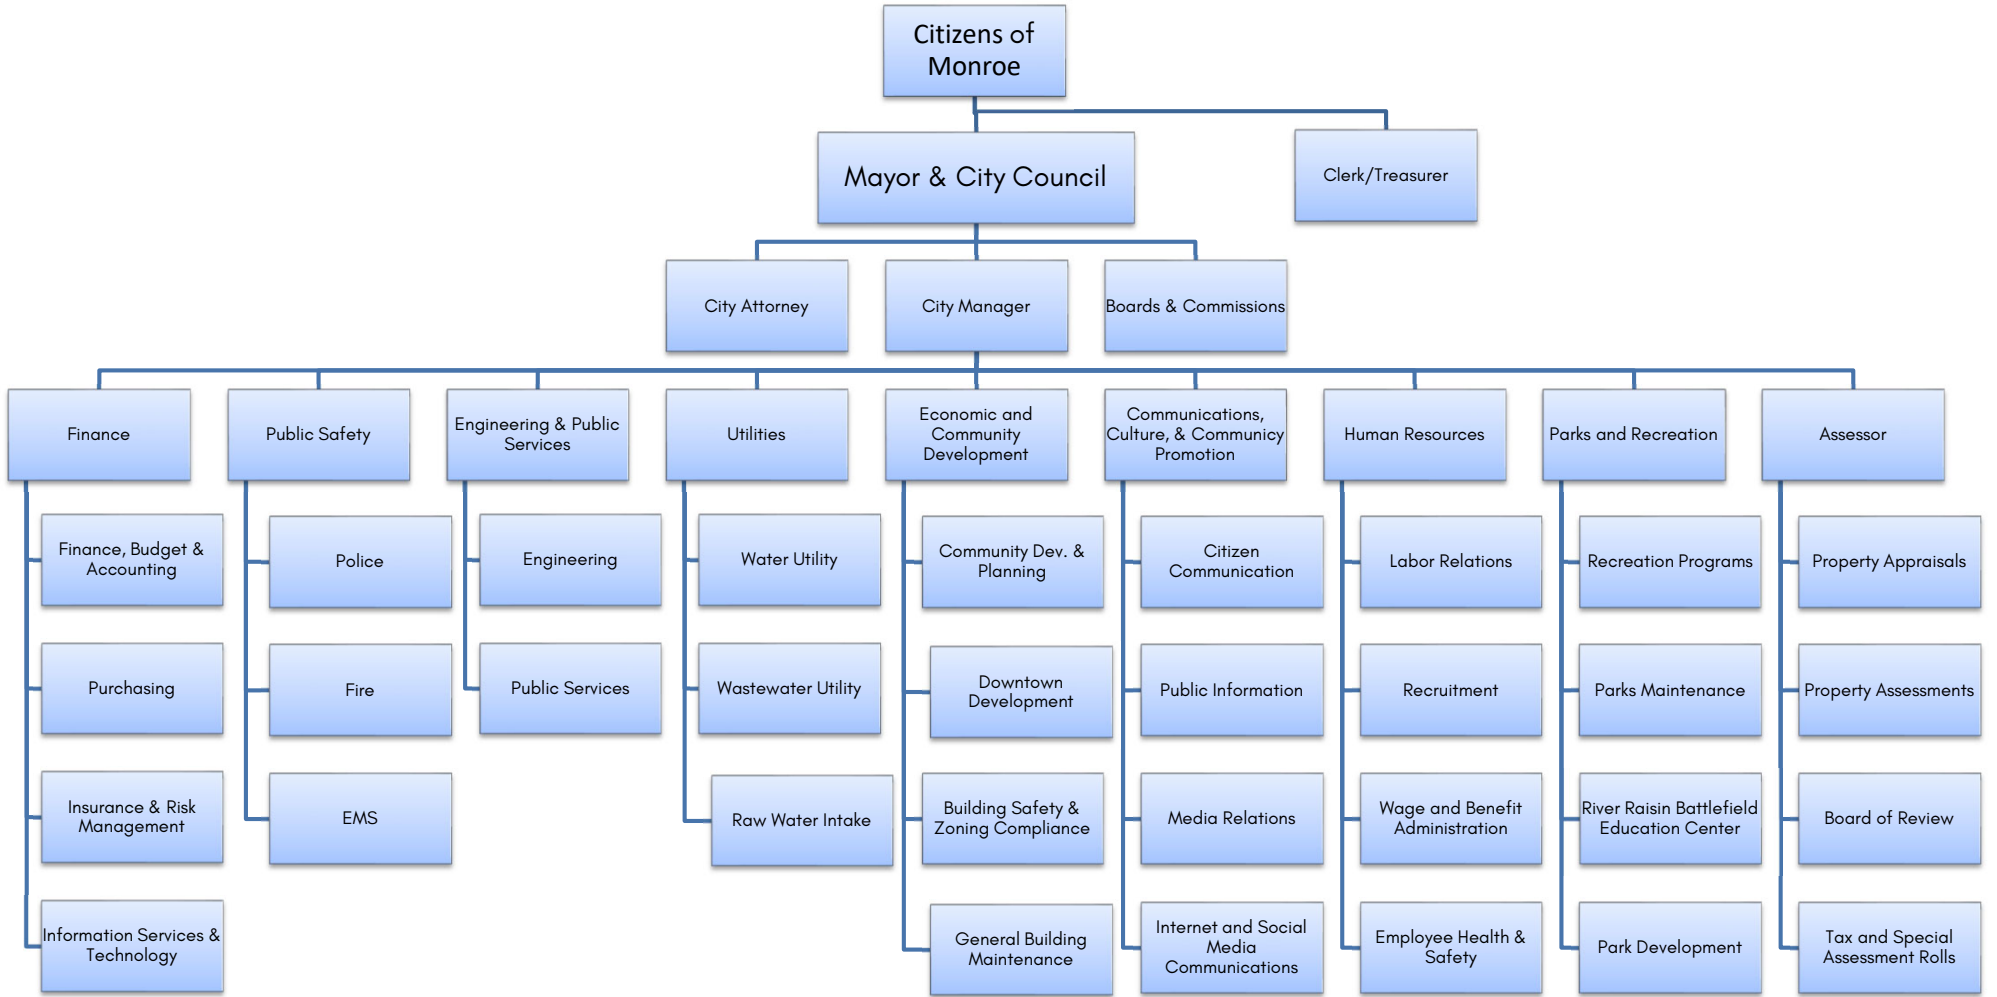 Citizens of
Monroe
Mayor & City Council
Clerk/Treasurer
City Attorney
City Manager
Boards & Commissions
Finance
Public Safety
Engineering & Public
Services
Utilities
Economic and
Community
Development
Communications,
Culture, & Communicy
Promotion
Human Resources
Parks and Recreation
Assessor
Finance, Budget &
Accounting
Police
Engineering
Water Utility
Community Dev. &
Planning
Citizen
Communication
Labor Relations
Recreation Programs
Property Appraisals
Purchasing
Fire
Public Services
Wastewater Utility
Downtown
Development
Public Information
Recruitment
Parks Maintenance
Property Assessments
Insurance & Risk
Management
EMS
Raw Water Intake
Building Safety &
Zoning Compliance
Media Relations
Wage and Benefit
Administration
River Raisin Battlefield
Education Center
Board of Review
Information Services &
Technology
General Building
Maintenance
Internet and Social
Media
Communications
Employee Health &
Safety
Park Development
Tax and Special
Assessment Rolls